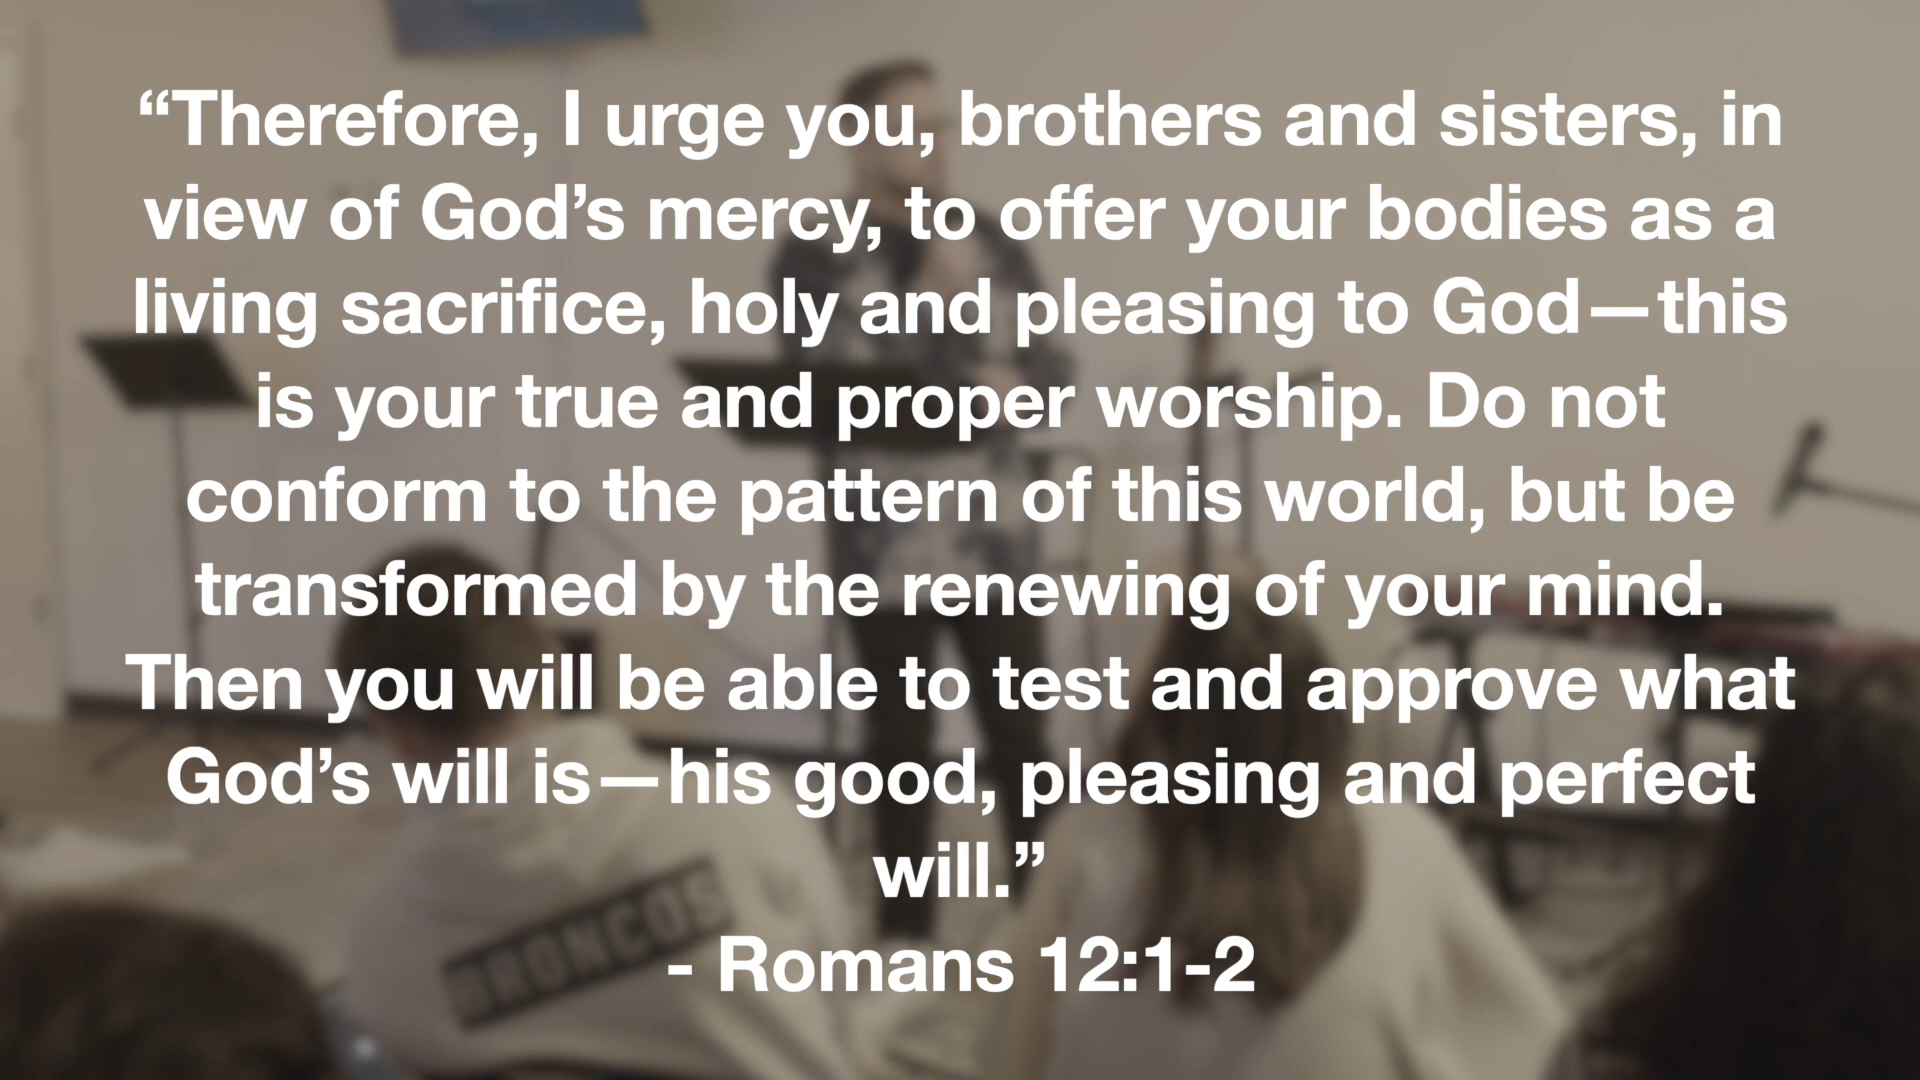 “Therefore, I urge you, brothers and sisters, in
view of God’s mercy, to offer your bodies as a
living sacrifice, holy and pleasing to God—this
is your true and proper worship. Do not
conform to the pattern of this world, but be
transformed by the renewing of your mind.
Then you will be able to test and approve what
God’s will is—his good, pleasing and perfect
will.”
- Romans 12:1-2
BRONCOS